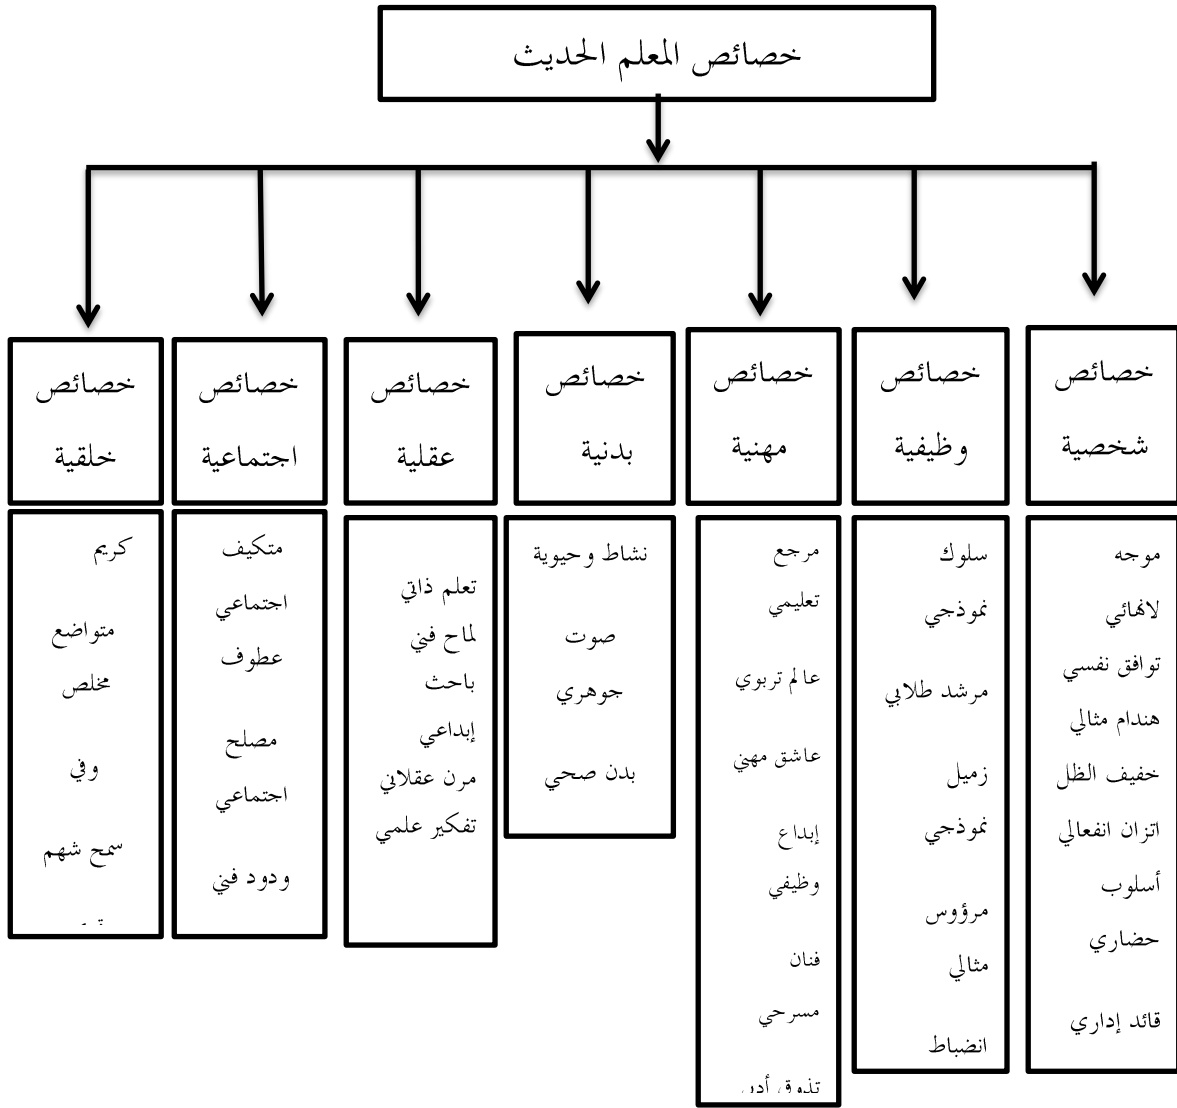 خصائص المعلم الحديث
خصائص
شخصية
موجه
لانهائي
توافق نفسي
هندام مثالي
خفيف الظل
اتزان انفعالي
أسلوب
حضاري
قائد إداري
خصائص
وظيفية
سلوك
نموذجي
مرشد طلابي
زميل
نموذجي
مرؤوس
مثالي
انضباط
خصائص
مهنية
مرجع
تعليمي
عالم تربوي
عاشق مهني
إبداع
وظيفي
فنان
مسرحي
تذوق
خصائص
بدنية
نشاط وحيوية
صوت
جوهري
بدن صحي
خصائص
عقلية
تعلم ذاتي
لماح فني
باحث
إبداعي
مرن عقلاني
تفكير علمي
خصائص
اجتماعية
متكيف
اجتماعي
عطوف
مصلح
اجتماعي
ودود فني
خصائص
خلقية
كريم
متواضع
مخلص
وفي
سمح شهم